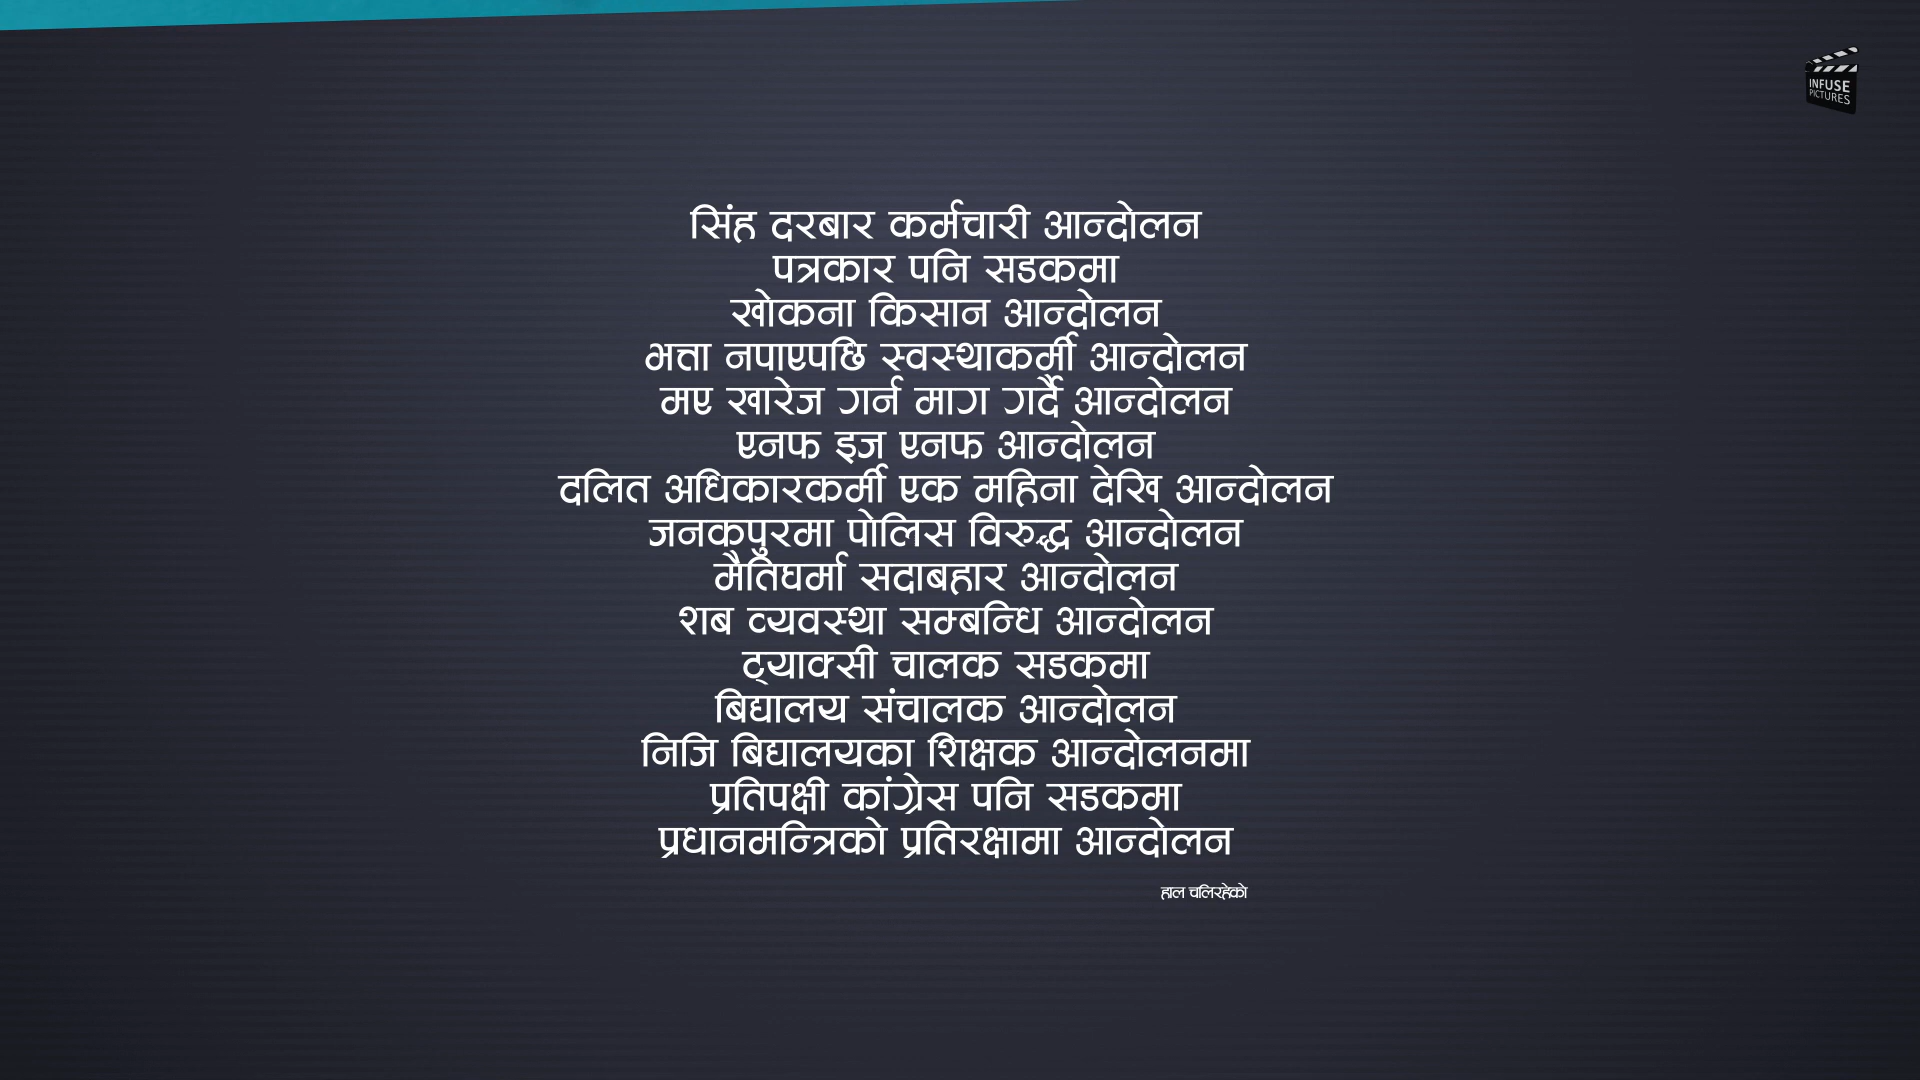 INFUSE
PICTURES
सिंह दरबार कर्मचारी आन्दोलन
पत्रकार पनि सडकमा
खोकना किसान आन्दोलन
भत्ता नपाएपछि स्वस्थाकर्मी आन्दोलन
मए खारेज गर्न माग गर्दै आन्दोलन
एनफ इज एनफ आन्दोलन
दलित अधिकारकर्मी एक महिना देखि आन्दोलन
जनकपुरमा पोलिस विरुद्ध आन्दोलन
मैतिघर्मा सदाबहार आन्दोलन
शब व्यवस्था सम्बन्धि आन्दोलन
ट्याक्सी चालक सडकमा
बिद्यालय संचालक आन्दोलन
निजि बिद्यालयका शिक्षक आन्दोलनमा
प्रतिपक्षी कांग्रेस पनि सडकमा
प्रधानमन्त्रिको प्रतिरक्षामा आन्दोलन
हाल चलिरहेको